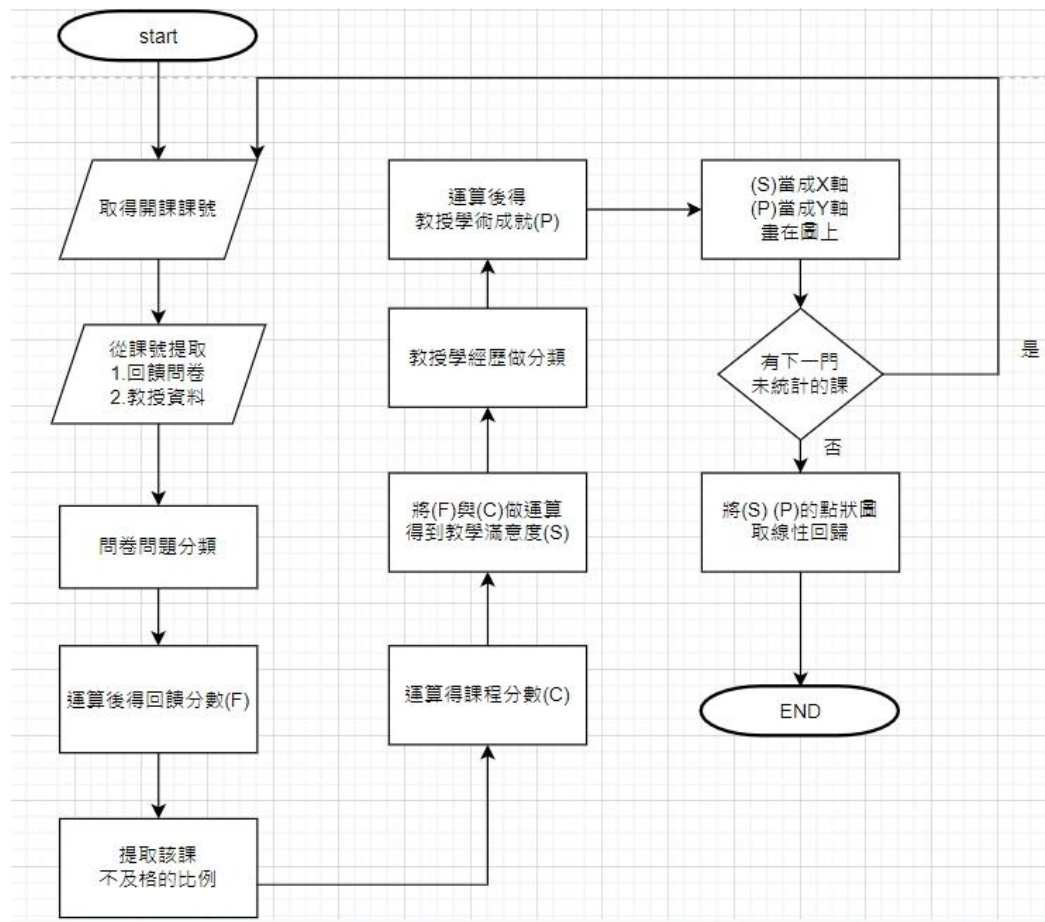 start
取得開課課號
從課號提取
1.回饋問卷
2.教授資料
問卷問題分類
運算後得回饋分數(F)
提取該課
不及格的比例
運算得課程分數(C)
將(F)與(C)做運算
得到教學滿意度(S)
教授學經歷做分類
運算後得
教授學術成就(P)
(S)當成X軸
(P)當成Y軸
畫在圖上
有下一門
未統計的課
是
否
將(S) (P)的點狀圖
取線性回歸
END